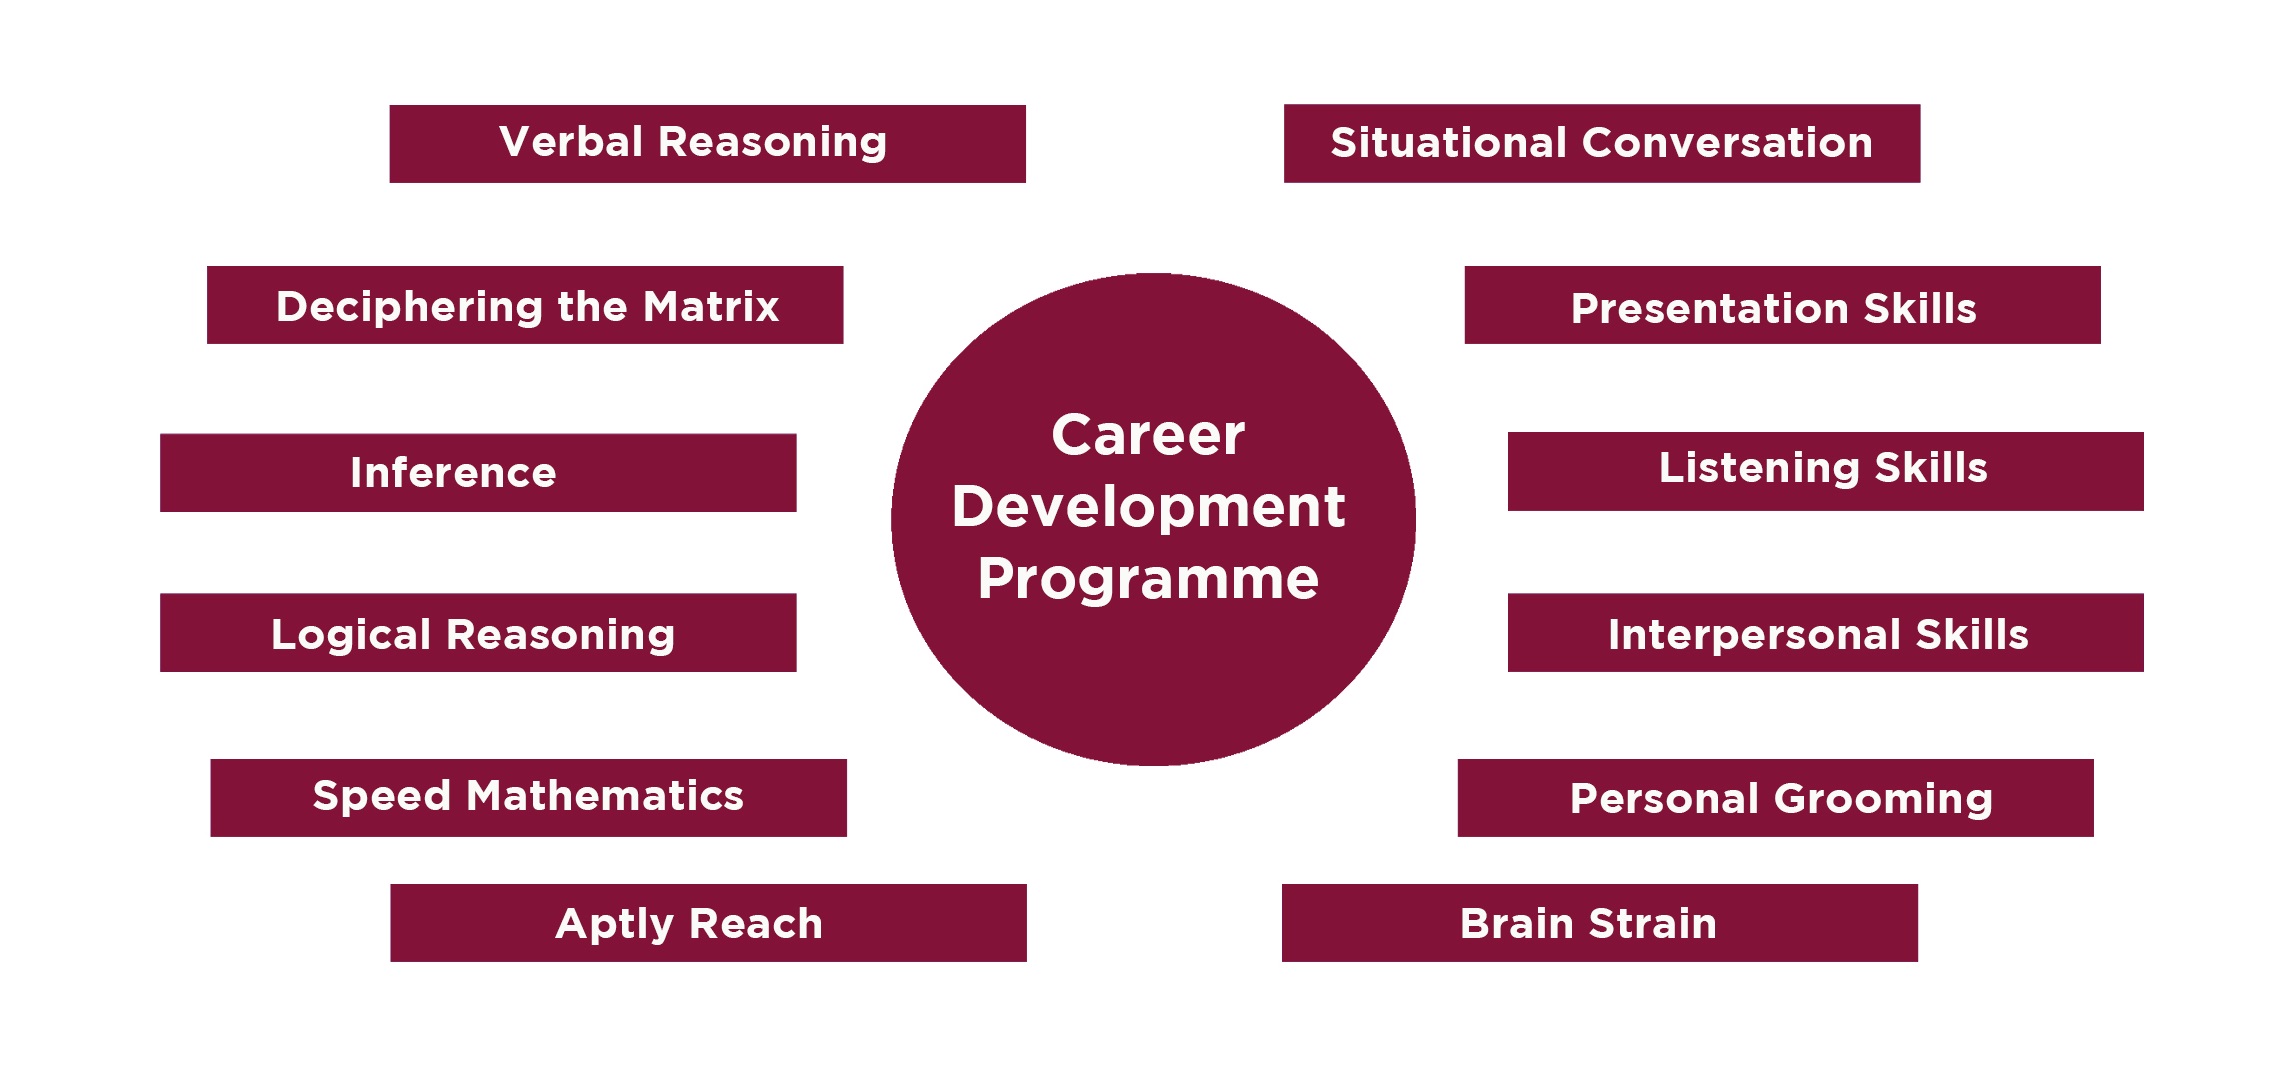 Verbal Reasoning
Situational Conversation
Deciphering the Matrix
Presentation Skills
Career
Development
Programme
Inference
Listening Skills
Logical Reasoning
Interpersonal Skills
Speed Mathematics
Personal Grooming
Aptly Reach
Brain Strain